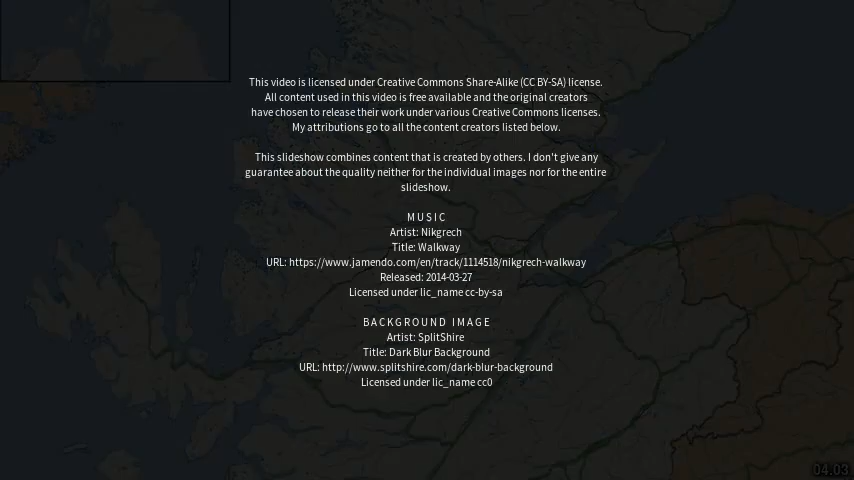 This video is licensed under Creative Commons Share-Alike (CC BY-SA) license.
All content used in this video is free available and the original creators
have chosen to release their work under various Creative Commons licenses.
My attributions go to all the content creators listed below.
This slideshow combines content that is created by others. I don't give any
guarantee about the quality neither for the individual images nor for the entire
slideshow.
MUSIC
Artist: Nikgrech
Title: Walkway
URL: https://www.jamendo.com/en/track/1114518/nikgrech-walkway
Released: 2014-03-27
Licensed under lic_name cc-by-sa
BACKGROUND IMAGE
Artist: SplitShire
Title: Dark Blur Background
URL: http://www.splitshire.com/dark-blur-background
Licensed under lic_name cc0
04.03